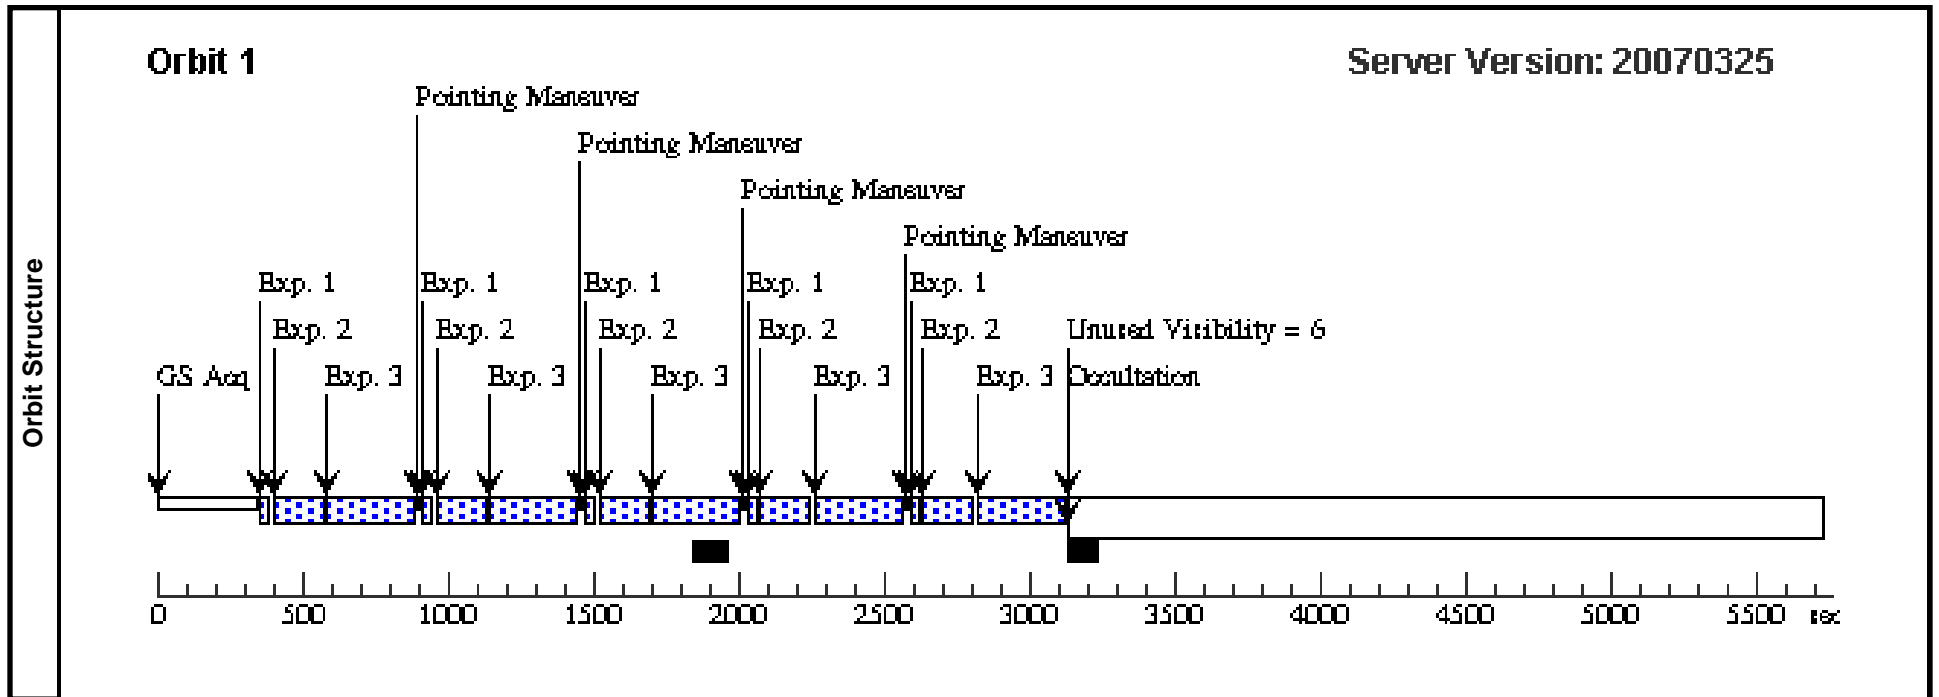 Orbit Structure
Orbit 1
Server Version: 20070325
Pointing Maneuver
Pointing Maneuver
Pointing Maneuver
Pointing Maneuver
Exp. 1 Exp. 1 Exp. 1 Exp. 1 Exp. 1
Exp. 2 Exp. 2 Exp. 2 Exp. 2 Exp. 2 Unused Visibility = 6
GS Acq Exp. 3 Exp. 3 Exp. 3 Exp. 3 Exp. 3 Occultation
0 500 1000 1500 2000 2500 3000 3500 4000 4500 5000 5500 sec